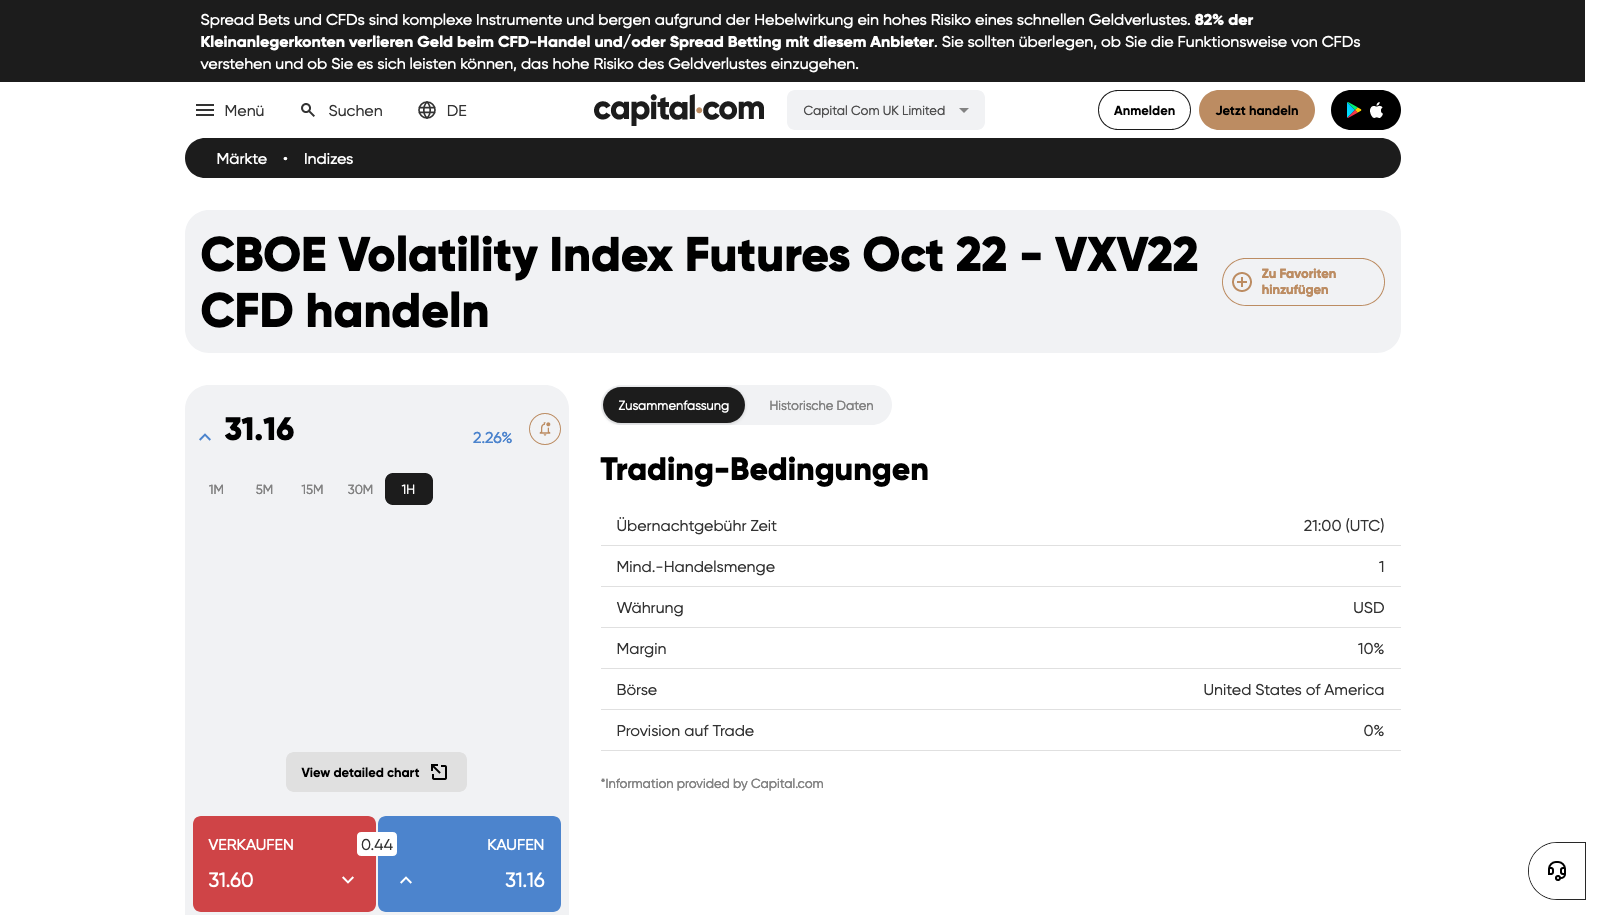 Spread Bets und CFDs sind komplexe Instrumente und bergen aufgrund der Hebelwirkung ein hohes Risiko eines schnellen Geldverlustes. 82% der
Kleinanlegerkonten verlieren Geld beim CFD-Handel und/oder Spread Betting mit diesem Anbieter. Sie sollten überlegen, ob Sie die Funktionsweise von CFDs
verstehen und ob Sie es sich leisten können, das hohe Risiko des Geldverlustes einzugehen.
Menü
Suchen
DE
capital.com
Capital Com UK Limited
Anmelden
Jetzt handeln
Märkte • Indizes
CBOE Volatility Index Futures Oct 22 - VXV22
CFD handeln
Zu Favoriten
hinzufügen
31.16
2.26%
1M 5M 15M 30M 1H
View detailed chart
VERKAUFEN
31.60
0.44
KAUFEN
31.16
Zusammenfassung
Historische Daten
Trading-Bedingungen
Übernachtgebühr Zeit 21:00 (UTC)
Mind.-Handelsmenge 1
Währung USD
Margin 10%
Börse United States of America
Provision auf Trade 0%
*Information provided by Capital.com